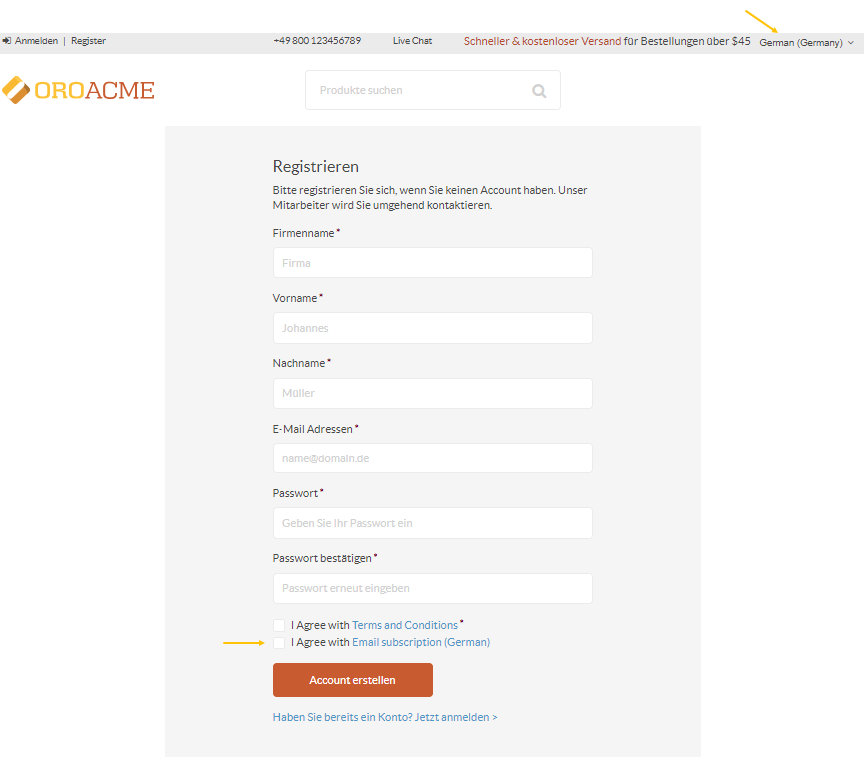 Anmelden | Register
+49 800 123456789
Live Chat
Schneller & kostenloser Versand für Bestellungen über $45
German (Germany)
OROACME
Produkte suchen
Registrieren
Bitte registrieren Sie sich, wenn Sie keinen Account haben. Unser
Mitarbeiter wird Sie umgehend kontaktieren.
Firmenname *
Firma
Vorname *
Johannes
Nachname *
Müller
E-Mail Adressen *
name@domain.de
Passwort *
Geben Sie Ihr Passwort ein
Passwort bestätigen *
Passwort erneut eingeben
I Agree with Terms and Conditions *
I Agree with Email subscription (German)
Account erstellen
Haben Sie bereits ein Konto? Jetzt anmelden >